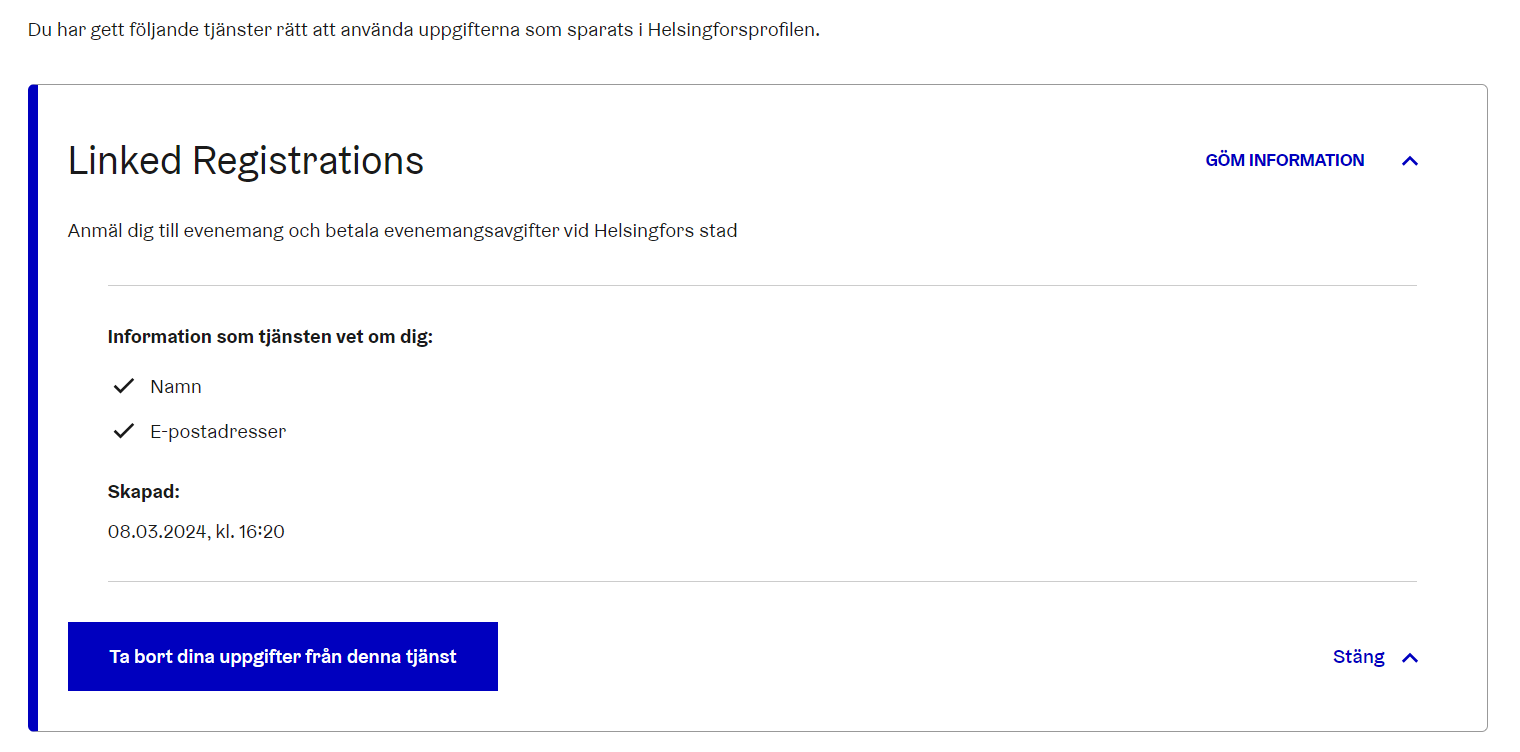 Du har gett följande tjänster rätt att använda uppgifterna som sparats i Helsingforsprofilen.
Linked Registrations
GÖM INFORMATION
Anmäl dig till evenemang och betala evenemangsavgifter vid Helsingfors stad
Information som tjänsten vet om dig:
Namn
E-postadresser
Skapad:
08.03.2024, kl. 16:20
Ta bort dina uppgifter från denna tjänst
Stäng